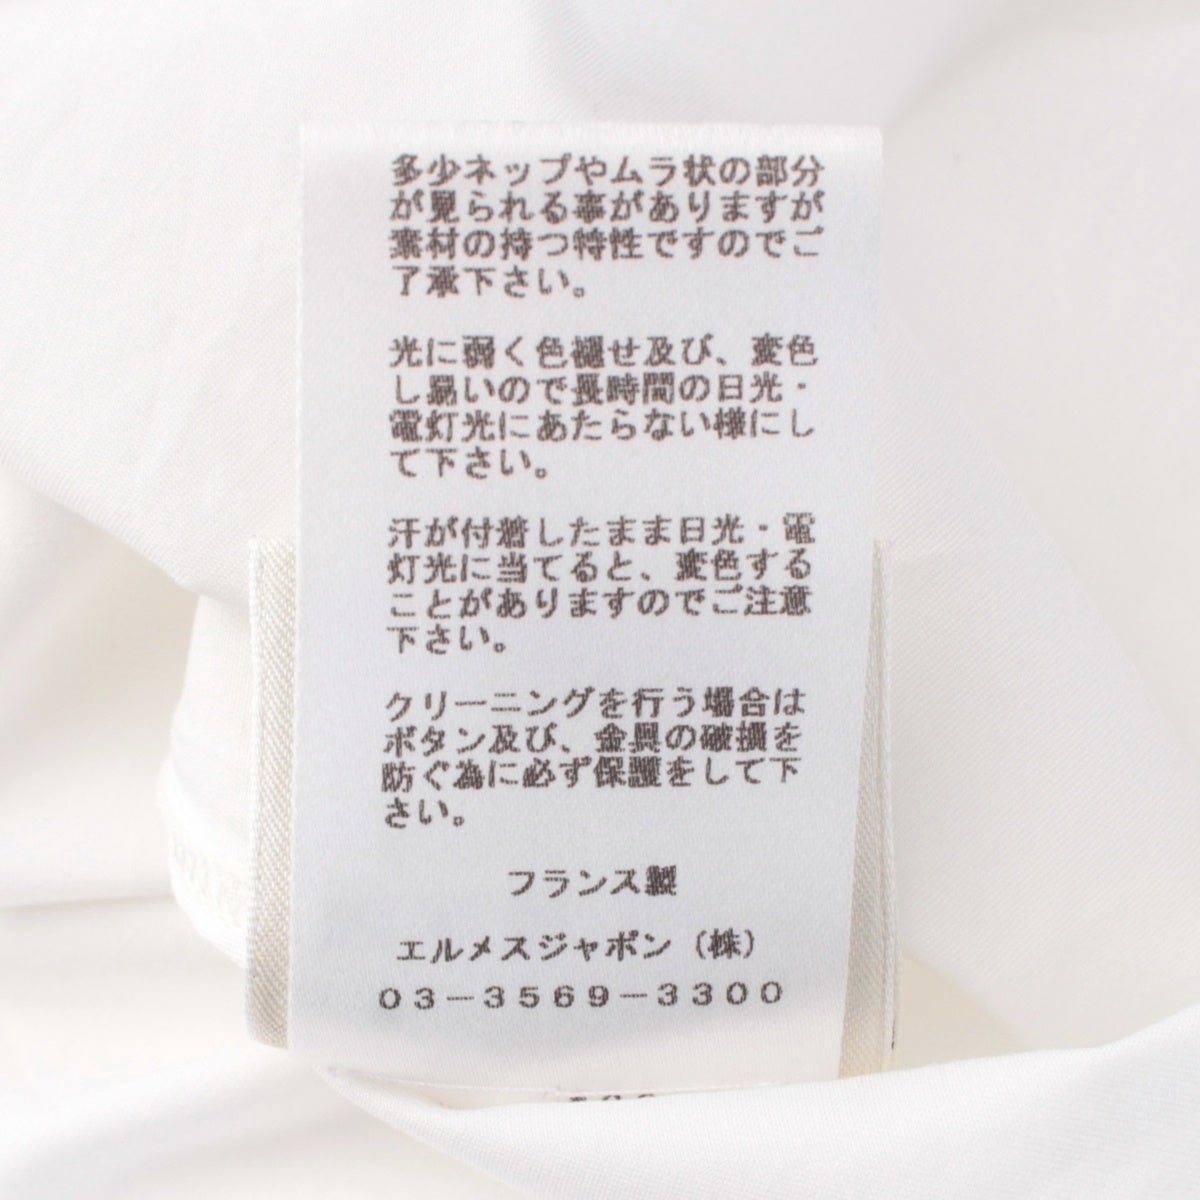 多少ネップやムラ状の部分
が見られる事がありますが
素材の持つ特性ですのでご
了承下さい。
光に弱く色褪せ及び、変色
し易いので長時間の日光・
電灯光にあたらない様にし
て下さい。
汗が付着したまま日光・電
灯光に当てると、変色する
ことがありますのでご注意
下さい。
クリーニングを行う場合は
ボタン及び、金具の破損を
防ぐ為に必ず保護をして下
さい。
フランス製
エルメスジャポン（株）
03－3569－3300